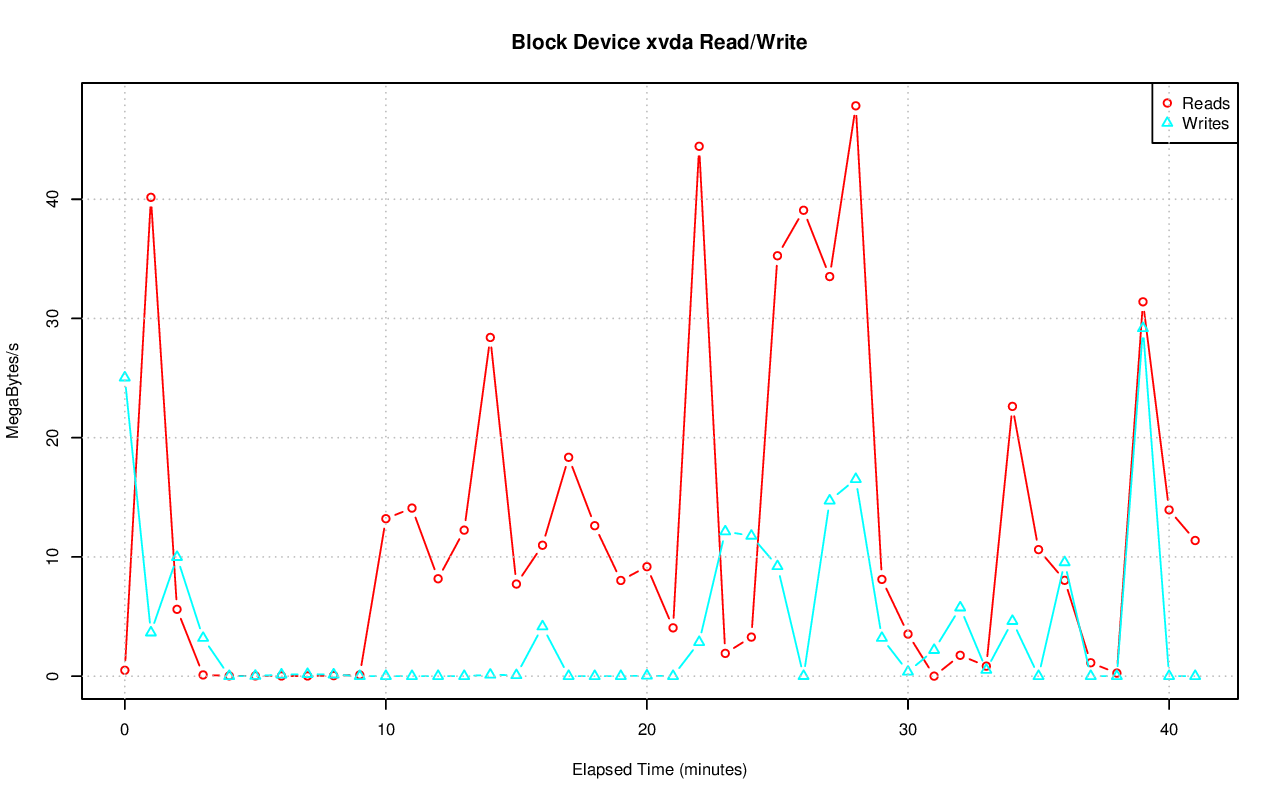 Block Device xvda Read/Write
Reads
Writes
MegaBytes/s
40
30
20
10
0
0 10 20 30 40
Elapsed Time (minutes)